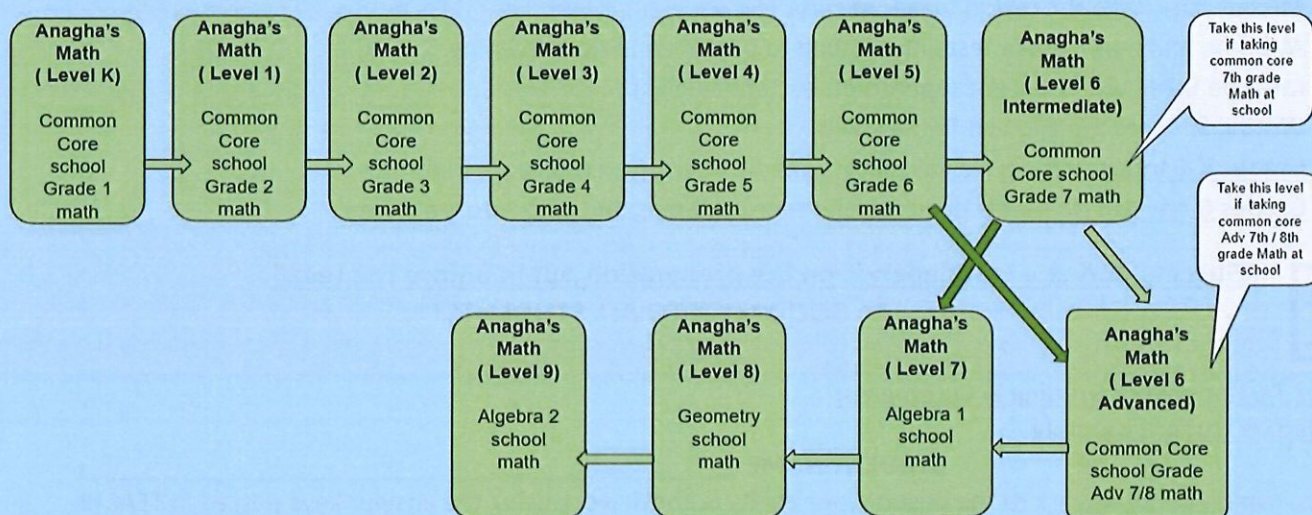 Anagha's
Math
( Level K)
Common
Core
school
Grade 1
math
Anagha's
Math
( Level 1)
Common
Core
school
Grade 2
math
Anagha's
Math
( Level 2)
Common
Core
school
Grade 3
math
Anagha's
Math
( Level 3)
Common
Core
school
Grade 4
math
Anagha's
Math
( Level 4)
Common
Core
school
Grade 5
math
Anagha's
Math
( Level 5)
Common
Core
school
Grade 6
math
Anagha's
Math
( Level 6
Intermediate)
Common
Core school
Grade 7 math
Take this level
if taking
common core
7th grade
Math at
school
Take this level
if taking
common core
Adv 7th / 8th
grade Math at
school
Anagha's
Math
( Level 9)
Algebra 2
school
math
Anagha's
Math
( Level 8)
Geometry
school
math
Anagha's
Math
( Level 7)
Algebra 1
school
math
Anagha's
Math
( Level 6
Advanced)
Common Core
school Grade
Adv 7/8 math